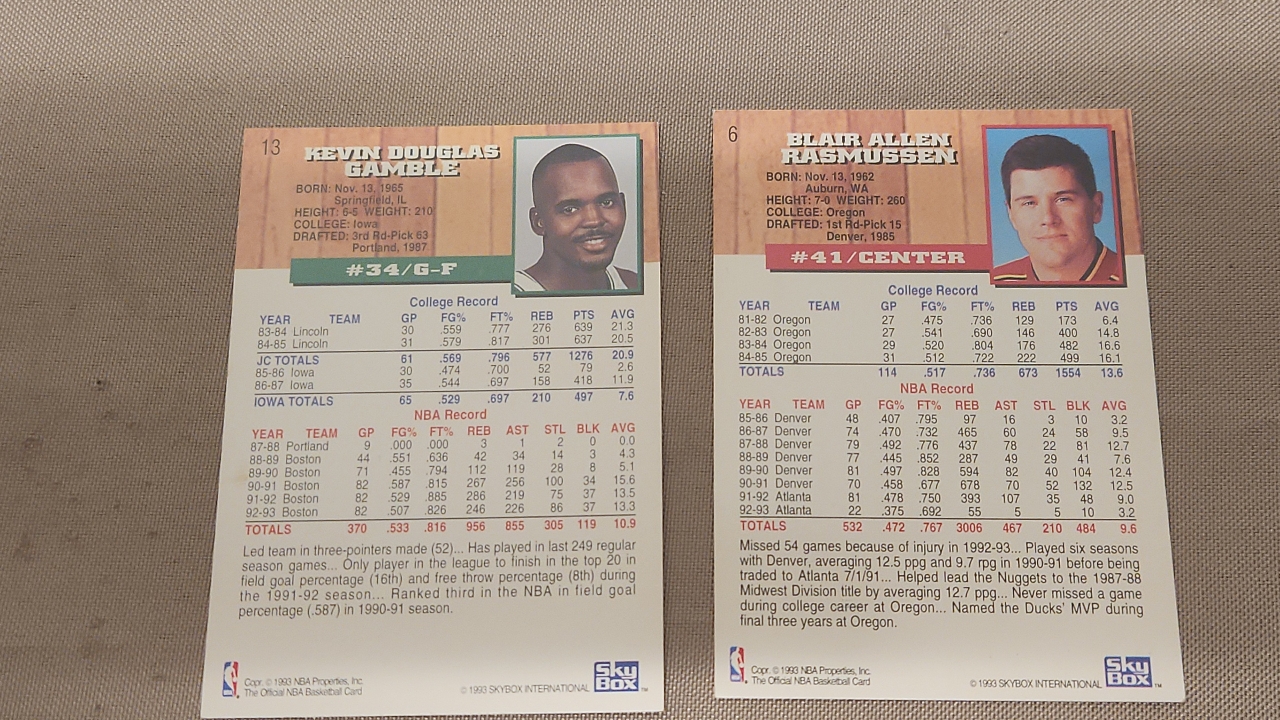 13
KEVIN DOUGLAS
GAMBLE
BORN: Nov. 13, 1965
Springfield, IL
HEIGHT: 6-5 WEIGHT: 210
COLLEGE: Iowa
DRAFTED: 3rd Rd-Pick 63
Portland, 1987
#34/G-F
College Record
YEAR TEAM GP FG% FT% REB PTS AVG
83-84 Lincoln 30 .559 .777 276 639 21.3
84-85 Lincoln 31 .579 .817 301 637 20.5
JC TOTALS 61 .569 .796 577 1276 20.9
85-86 Iowa 30 .474 .700 52 79 2.6
86-87 Iowa 35 .544 .697 158 418 11.9
IOWA TOTALS 65 .529 .697 210 497 7.6
NBA Record
YEAR TEAM GP FG% FT% REB AST STL BLK AVG
87-88 Portland 9 .000 .000 3 1 2 0 0.0
88-89 Boston 44 .551 .636 42 34 14 3 4.3
89-90 Boston 71 .455 .794 112 119 28 8 5.1
90-91 Boston 82 .587 .815 267 256 100 34 15.6
91-92 Boston 82 .529 .885 286 219 75 37 13.5
92-93 Boston 82 .507 .826 246 226 86 37 13.3
TOTALS 370 .533 .816 956 855 305 119 10.9
Led team in three-pointers made (52)... Has played in last 249 regular
season games... Only player in the league to finish in the top 20 in
field goal percentage (16th) and free throw percentage (8th) during
the 1991-92 season... Ranked third in the NBA in field goal
percentage (.587) in 1990-91 season.
Copr. © 1993 NBA Properties, Inc.
The Official NBA Basketball Card
© 1993 SKYBOX INTERNATIONAL
Sky
Box™
6
BLAIR ALLEN
RASMUSSEN
BORN: Nov. 13, 1962
Auburn, WA
HEIGHT: 7-0 WEIGHT: 260
COLLEGE: Oregon
DRAFTED: 1st Rd-Pick 15
Denver, 1985
#41/CENTER
College Record
YEAR TEAM GP FG% FT% REB PTS AVG
81-82 Oregon 27 .475 .736 129 173 6.4
82-83 Oregon 27 .541 .690 146 400 14.8
83-84 Oregon 29 .520 .804 176 482 16.6
84-85 Oregon 31 .512 .722 222 499 16.1
TOTALS 114 .517 .736 673 1554 13.6
NBA Record
YEAR TEAM GP FG% FT% REB AST STL BLK AVG
85-86 Denver 48 .407 .795 97 16 3 10 3.2
86-87 Denver 74 .470 .732 465 60 24 58 9.5
87-88 Denver 79 .492 .776 437 78 22 81 12.7
88-89 Denver 77 .445 .852 287 49 29 41 7.6
89-90 Denver 81 .497 .828 594 82 40 104 12.4
90-91 Denver 70 .458 .677 678 70 52 132 12.5
91-92 Atlanta 81 .478 .750 393 107 35 48 9.0
92-93 Atlanta 22 .375 .692 55 5 5 10 3.2
TOTALS 532 .472 .767 3006 467 210 484 9.6
Missed 54 games because of injury in 1992-93... Played six seasons
with Denver, averaging 12.5 ppg and 9.7 rpg in 1990-91 before being
traded to Atlanta 7/1/91... Helped lead the Nuggets to the 1987-88
Midwest Division title by averaging 12.7 ppg... Never missed a game
during college career at Oregon... Named the Ducks' MVP during
final three years at Oregon.
Copr. © 1993 NBA Properties, Inc.
The Official NBA Basketball Card
© 1993 SKYBOX INTERNATIONAL
Sky
Box™